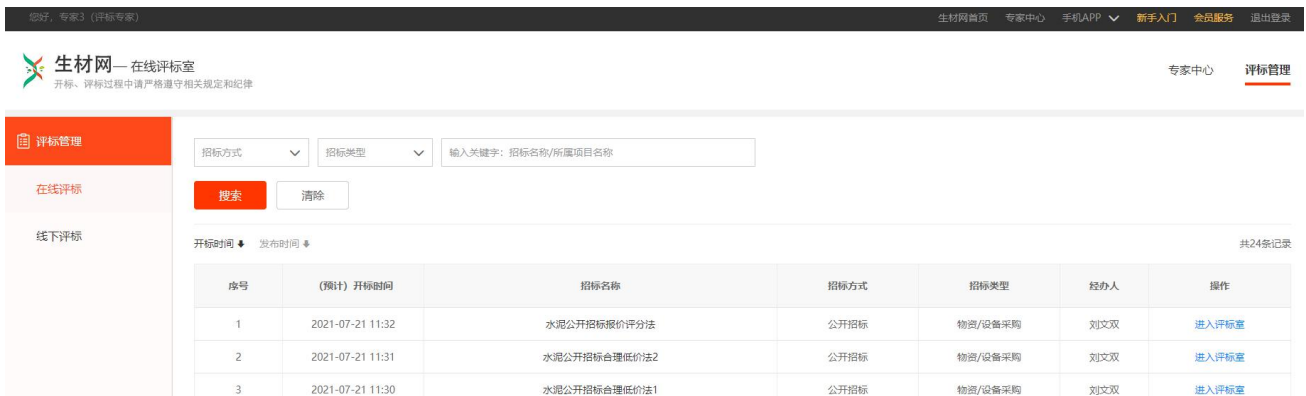 您好，专家3（评标专家） 生材网首页 专家中心 手机APP 新手入门 会员服务 退出登录
生材网— 在线评标室
开标、评标过程中请严格遵守相关规定和纪律
专家中心 评标管理
评标管理
在线评标
线下评标
招标方式 招标类型 输入关键字：招标名称/所属项目名称
搜索 清除
开标时间 发布时间 共24条记录
序号 （预计）开标时间 招标名称 招标方式 招标类型 经办人 操作
1 2021-07-21 11:32 水泥公开招标报价评分法 公开招标 物资/设备采购 刘文双 进入评标室
2 2021-07-21 11:31 水泥公开招标合理低价法2 公开招标 物资/设备采购 刘文双 进入评标室
3 2021-07-21 11:30 水泥公开招标合理低价法1 公开招标 物资/设备采购 刘文双 进入评标室